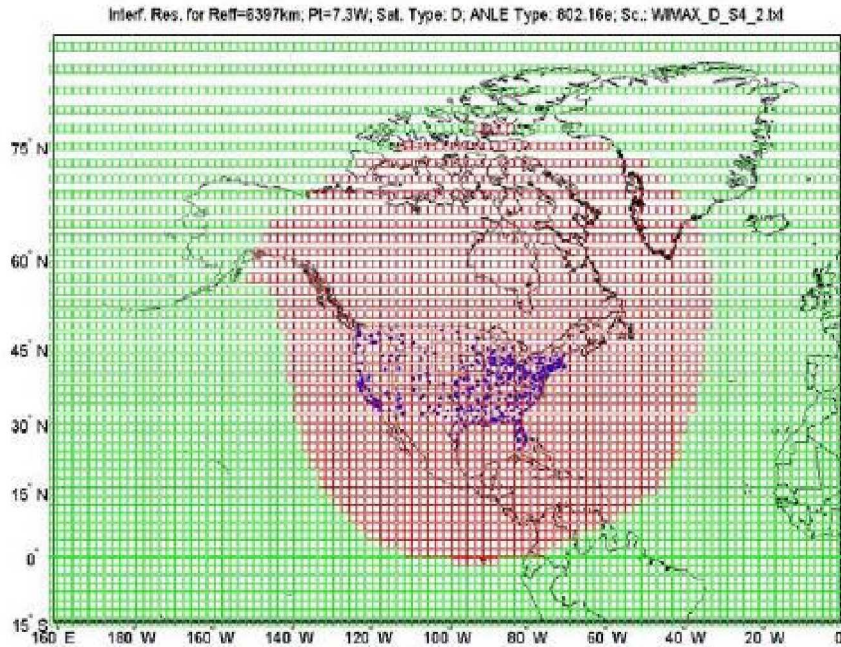 Interf. Res. for Reff=6397km; Pt=7.3W; Sat. Type: D; ANLE Type: 802.16e; Sc.: WIMAX_D_S4_2.txt
75° N
60° N
45° N
30° N
15° N
0°
15° S
160° E 180° W 160° W 140° W 120° W 100° W 80° W 60° W 40° W 20° W 0°